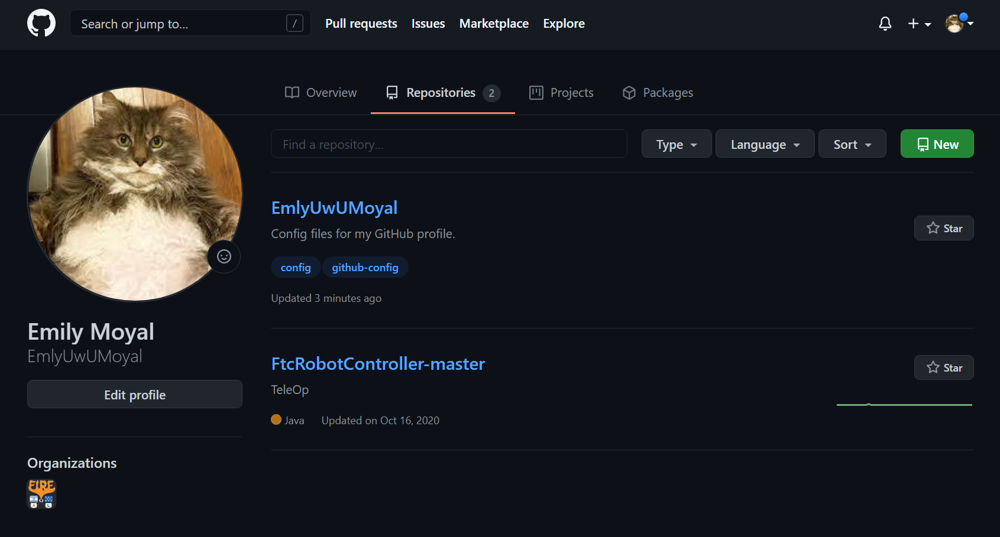 Search or jump to... /
Pull requests Issues Marketplace Explore
Overview Repositories 2 Projects Packages
Find a repository... Type Language Sort New
EmlyUwUMoyal
Config files for my GitHub profile.
Star
config github-config
Updated 3 minutes ago
Emily Moyal
EmlyUwUMoyal
Edit profile
FtcRobotController-master
Star
TeleOp
Java Updated on Oct 16, 2020
Organizations
FIRE
A L